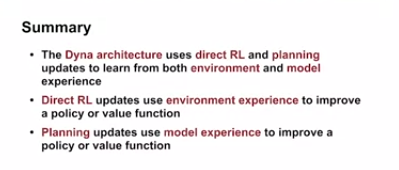 Summary
• The Dyna architecture uses direct RL and planning
updates to learn from both environment and model
experience
• Direct RL updates use environment experience to improve
a policy or value function
• Planning updates use model experience to improve a
policy or value function